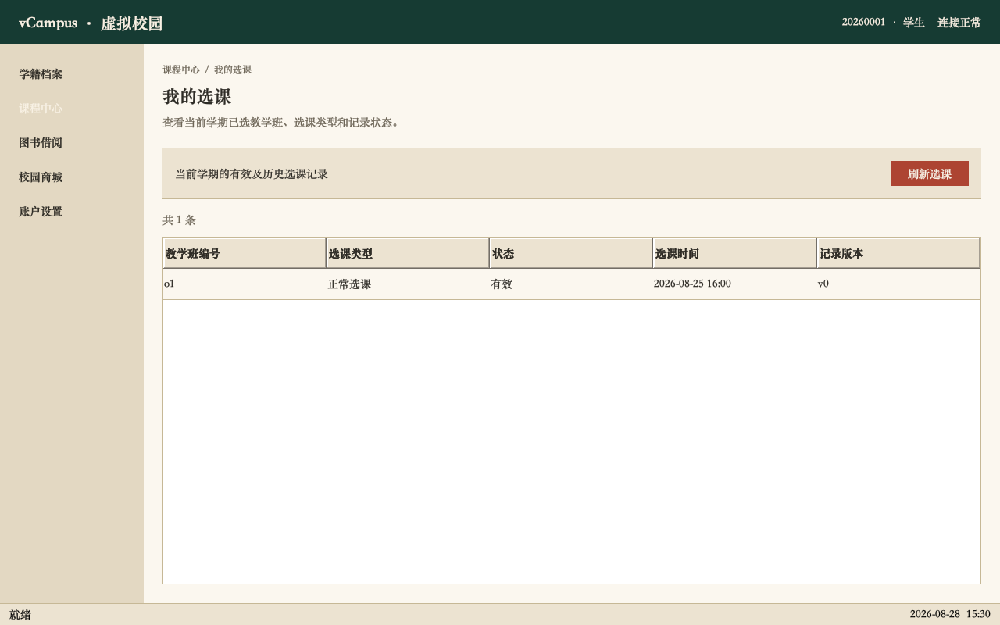 vCampus · 虚拟校园
20260001 · 学生 连接正常
学籍档案
课程中心
图书借阅
校园商城
账户设置
课程中心 / 我的选课
我的选课
查看当前学期已选教学班、选课类型和记录状态。
当前学期的有效及历史选课记录
刷新选课
共 1 条
教学班编号 选课类型 状态 选课时间 记录版本
o1 正常选课 有效 2026-08-25 16:00 v0
就绪
2026-08-28 15:30